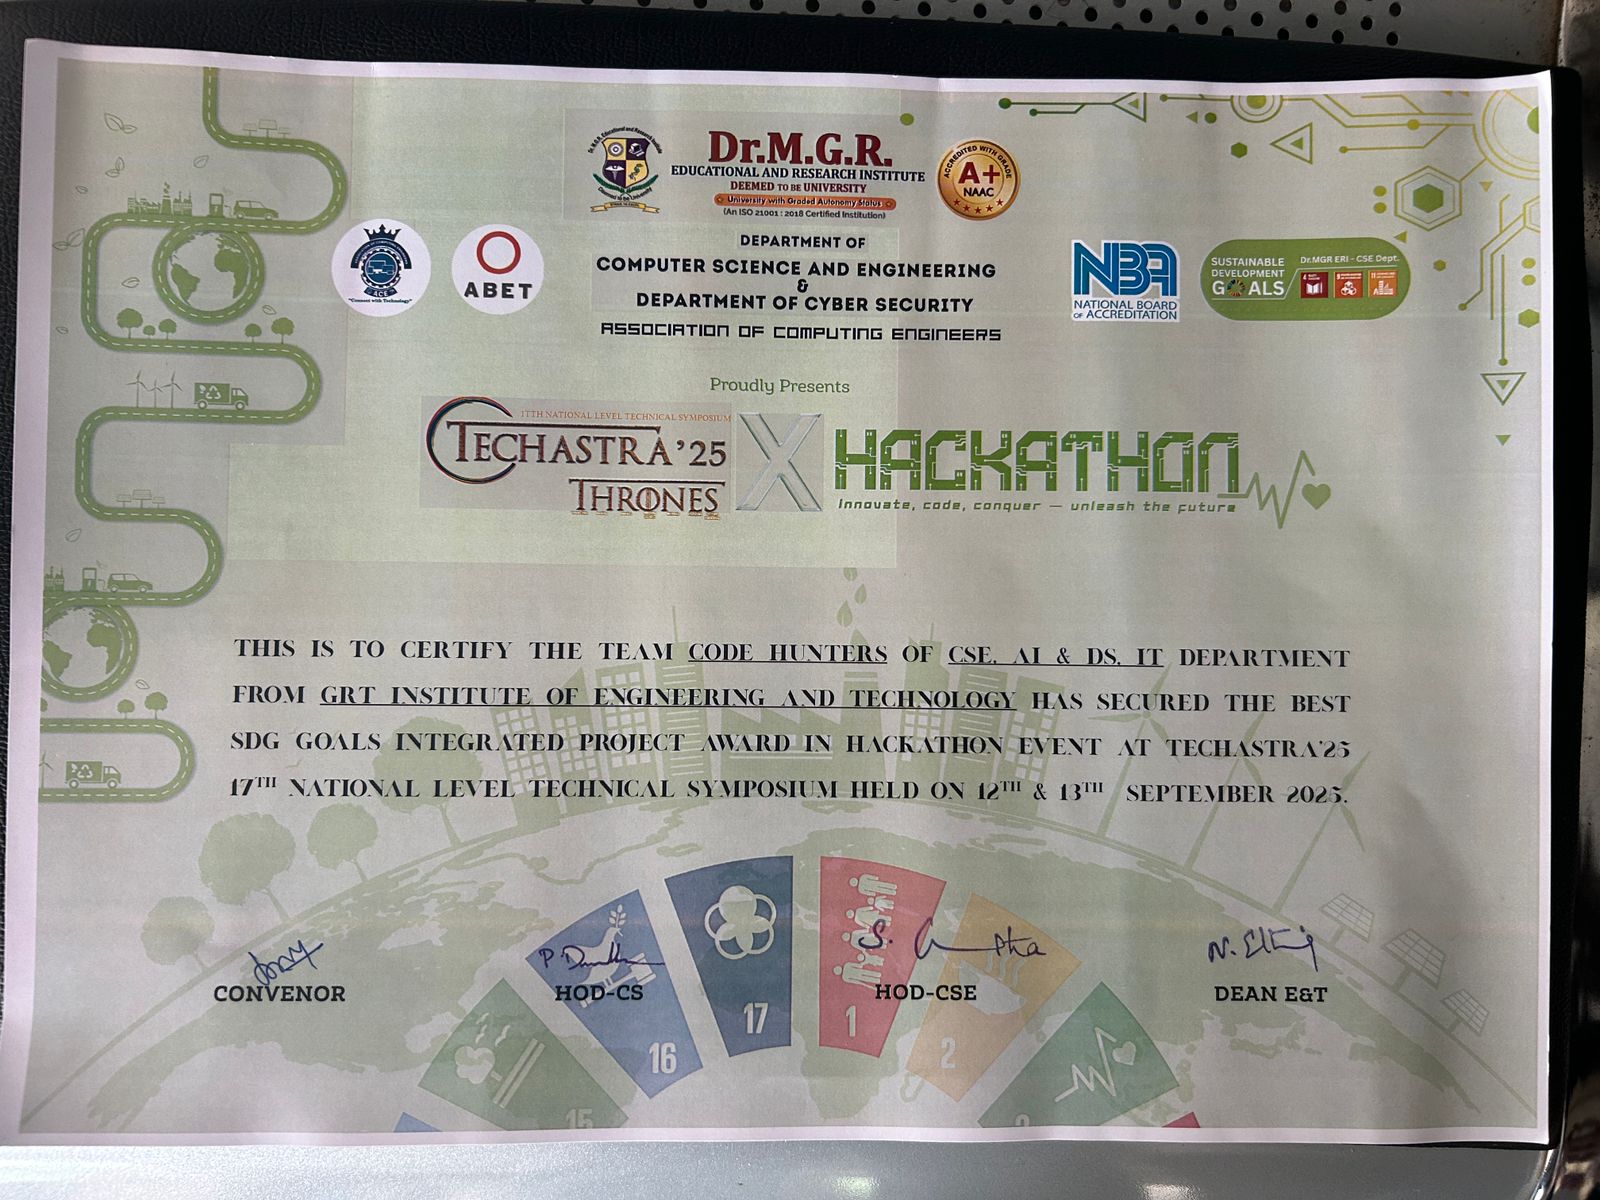 Dr.M.G.R.
EDUCATIONAL AND RESEARCH INSTITUTE
DEEMED TO BE UNIVERSITY
University with Graded Autonomy Status
(An ISO 21001 : 2018 Certified Institution)
ACCREDITED WITH GRADE
A+
NAAC
ACE
"Connect with Technology"
ABET
DEPARTMENT OF
COMPUTER SCIENCE AND ENGINEERING
&
DEPARTMENT OF CYBER SECURITY
ASSOCIATION OF COMPUTING ENGINEERS
NBA
NATIONAL BOARD
OF ACCREDITATION
SUSTAINABLE
DEVELOPMENT
GOALS
Dr.MGR ERI - CSE Dept.
4
9
11
Proudly Presents
17TH NATIONAL LEVEL TECHNICAL SYMPOSIUM
TECHASTRA'25
THRONES
X
HACKATHON
Innovate, code, conquer — unleash the future
THIS IS TO CERTIFY THE TEAM CODE HUNTERS OF CSE, AI & DS, IT DEPARTMENT
FROM GRT INSTITUTE OF ENGINEERING AND TECHNOLOGY HAS SECURED THE BEST
SDG GOALS INTEGRATED PROJECT AWARD IN HACKATHON EVENT AT TECHASTRA'25
17TH NATIONAL LEVEL TECHNICAL SYMPOSIUM HELD ON 12TH & 13TH SEPTEMBER 2025.
CONVENOR
HOD-CS
HOD-CSE
DEAN E&T
15
16
17
1
2